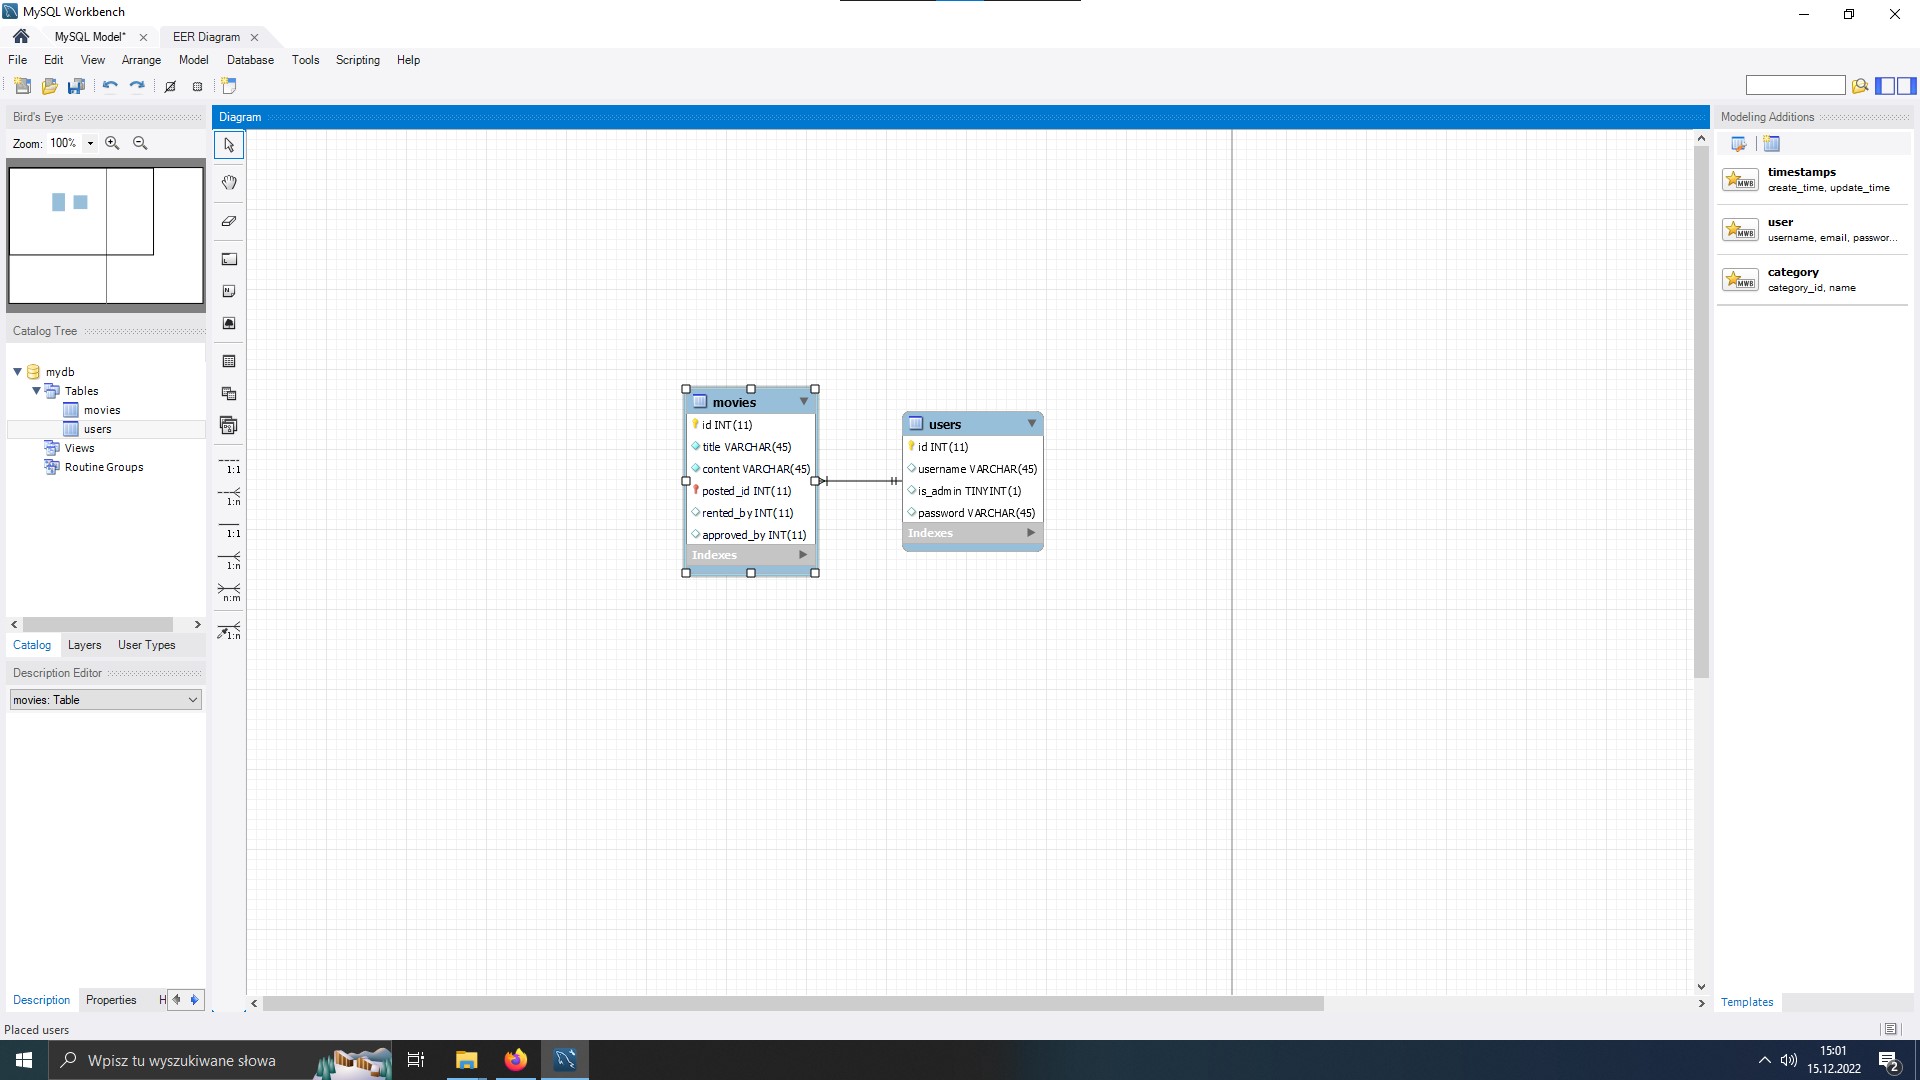 MySQL Workbench
MySQL Model*
EER Diagram
File Edit View Arrange Model Database Tools Scripting Help
Bird's Eye
Zoom: 100%
Catalog Tree
mydb
Tables
movies
users
Views
Routine Groups
Catalog Layers User Types
Description Editor
movies: Table
Description Properties H
Placed users
Diagram
1:1
1:n
1:1
1:n
n:m
1:n
movies
id INT(11)
title VARCHAR(45)
content VARCHAR(45)
posted_id INT(11)
rented_by INT(11)
approved_by INT(11)
Indexes
users
id INT(11)
username VARCHAR(45)
is_admin TINYINT(1)
password VARCHAR(45)
Indexes
Modeling Additions
MWB
timestamps
create_time, update_time
MWB
user
username, email, passwor...
MWB
category
category_id, name
Templates
Wpisz tu wyszukiwane słowa
15:01
15.12.2022
2